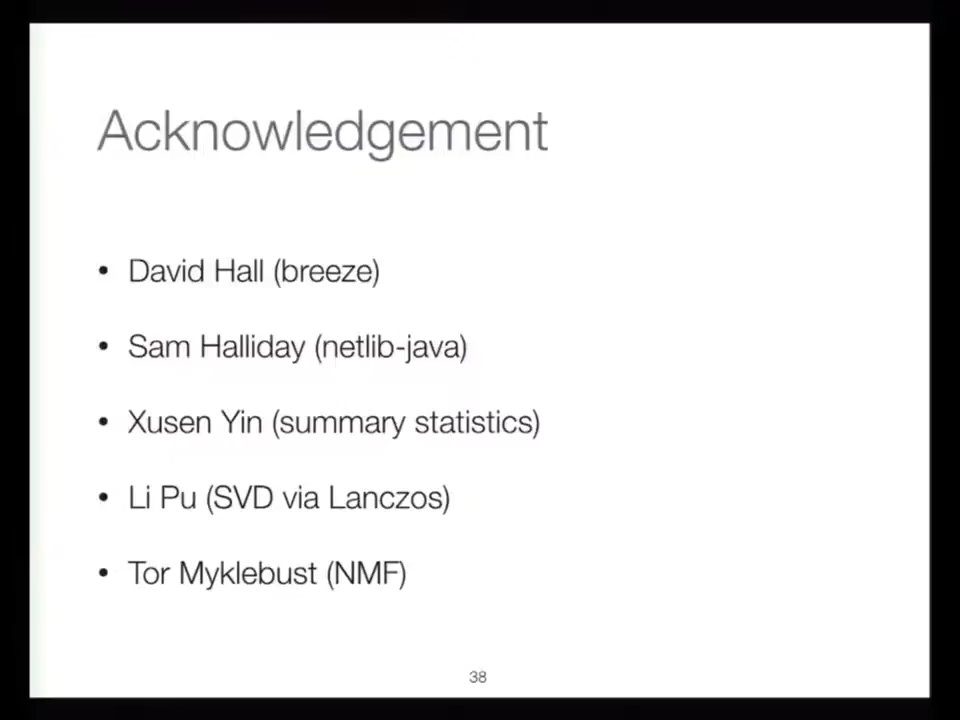 Acknowledgement
• David Hall (breeze)
• Sam Halliday (netlib-java)
• Xusen Yin (summary statistics)
• Li Pu (SVD via Lanczos)
• Tor Myklebust (NMF)
38